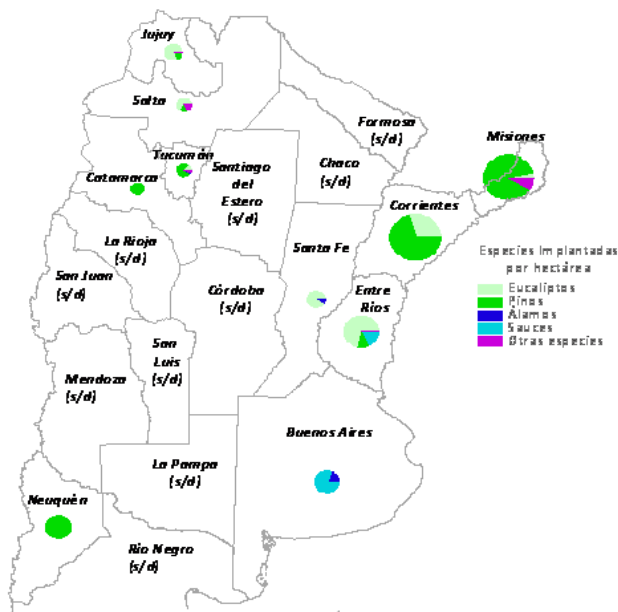 Jujuy
Salta
Formosa
(s/d)
Misiones
Tucumán
Chaco
(s/d)
Catamarca
Santiago
del
Estero
(s/d)
Corrientes
La Rioja
(s/d)
Santa Fe
San Juan
(s/d)
Córdoba
(s/d)
Entre
Ríos
Especies Implantadas
por hectárea
Eucaliptos
Pinos
Alamos
Sauces
Otras especies
San
Luis
(s/d)
Mendoza
(s/d)
Buenos Aires
La Pampa
(s/d)
Neuquén
Río Negro
(s/d)